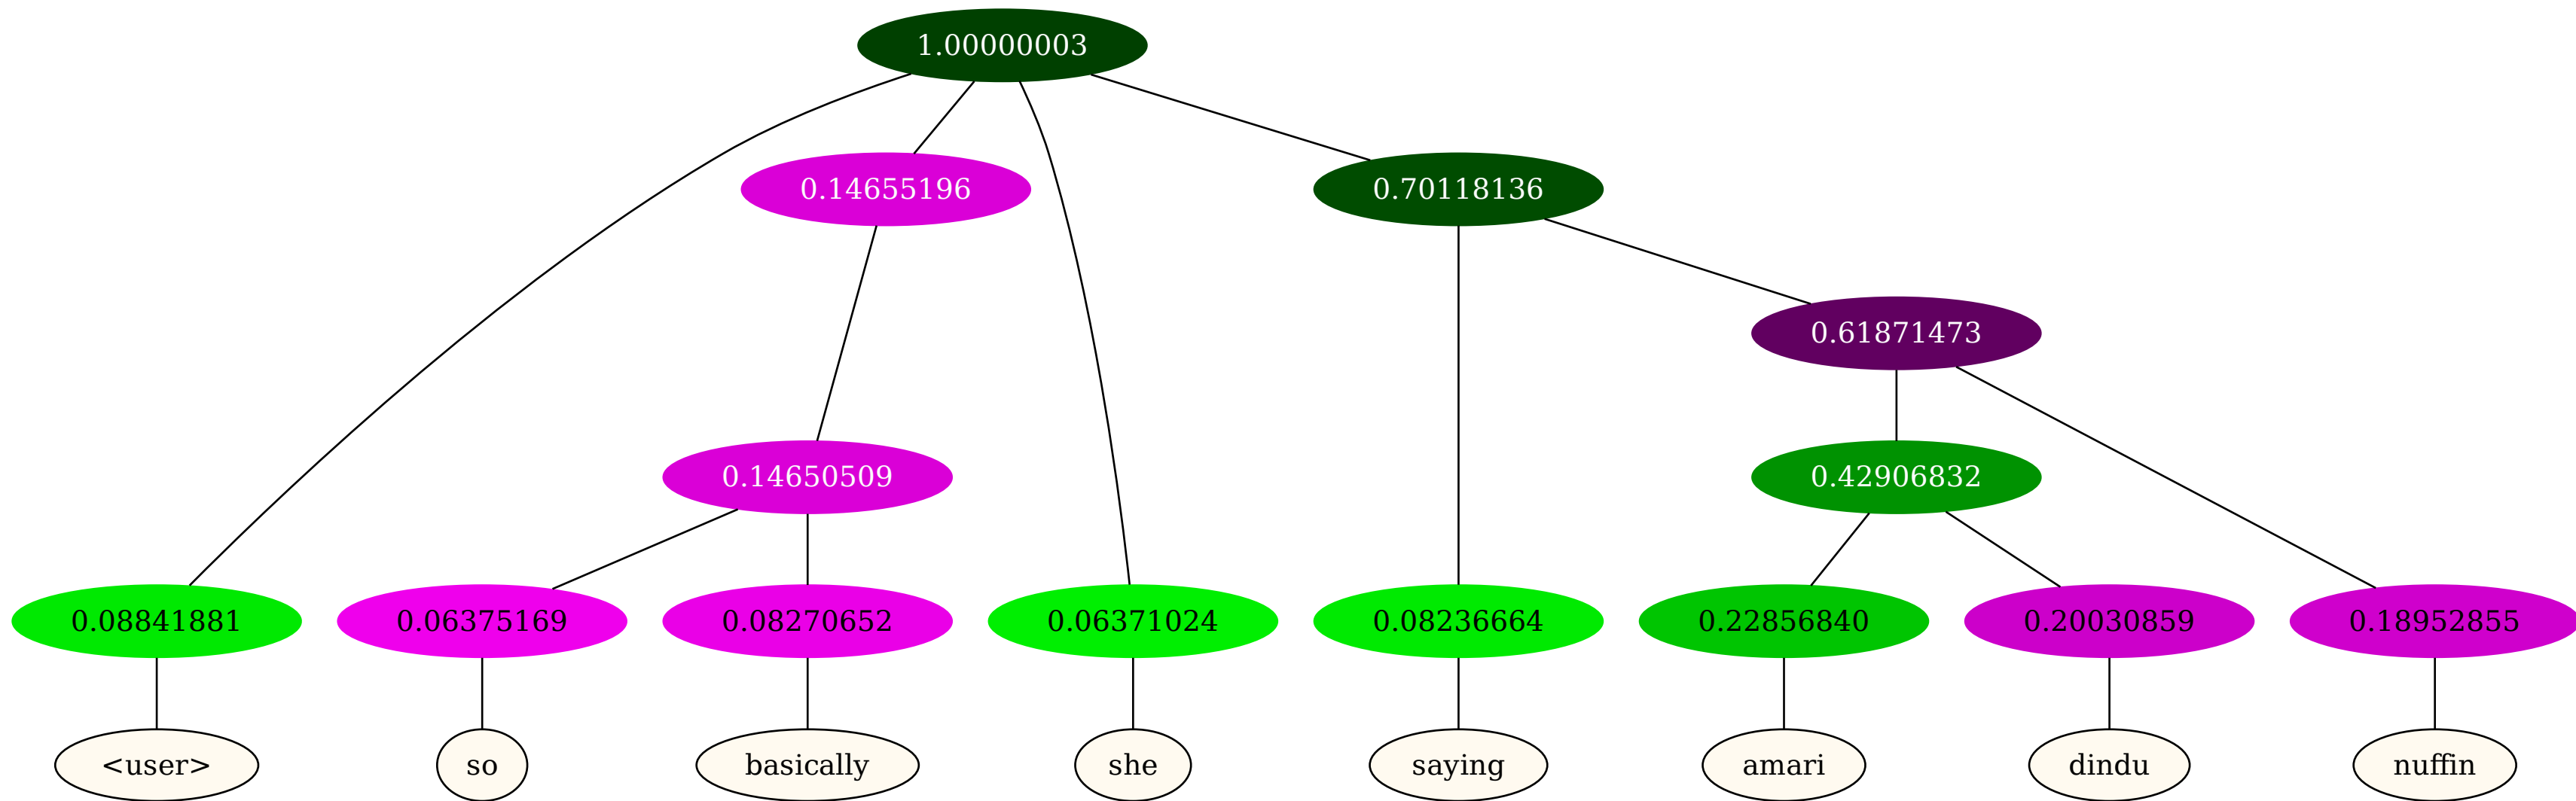 1.00000003
0.14655196 0.70118136
0.61871473
0.14650509 0.42906832
0.08841881 0.06375169 0.08270652 0.06371024 0.08236664 0.22856840 0.20030859 0.18952855
<user> so basically she saying amari dindu nuffin